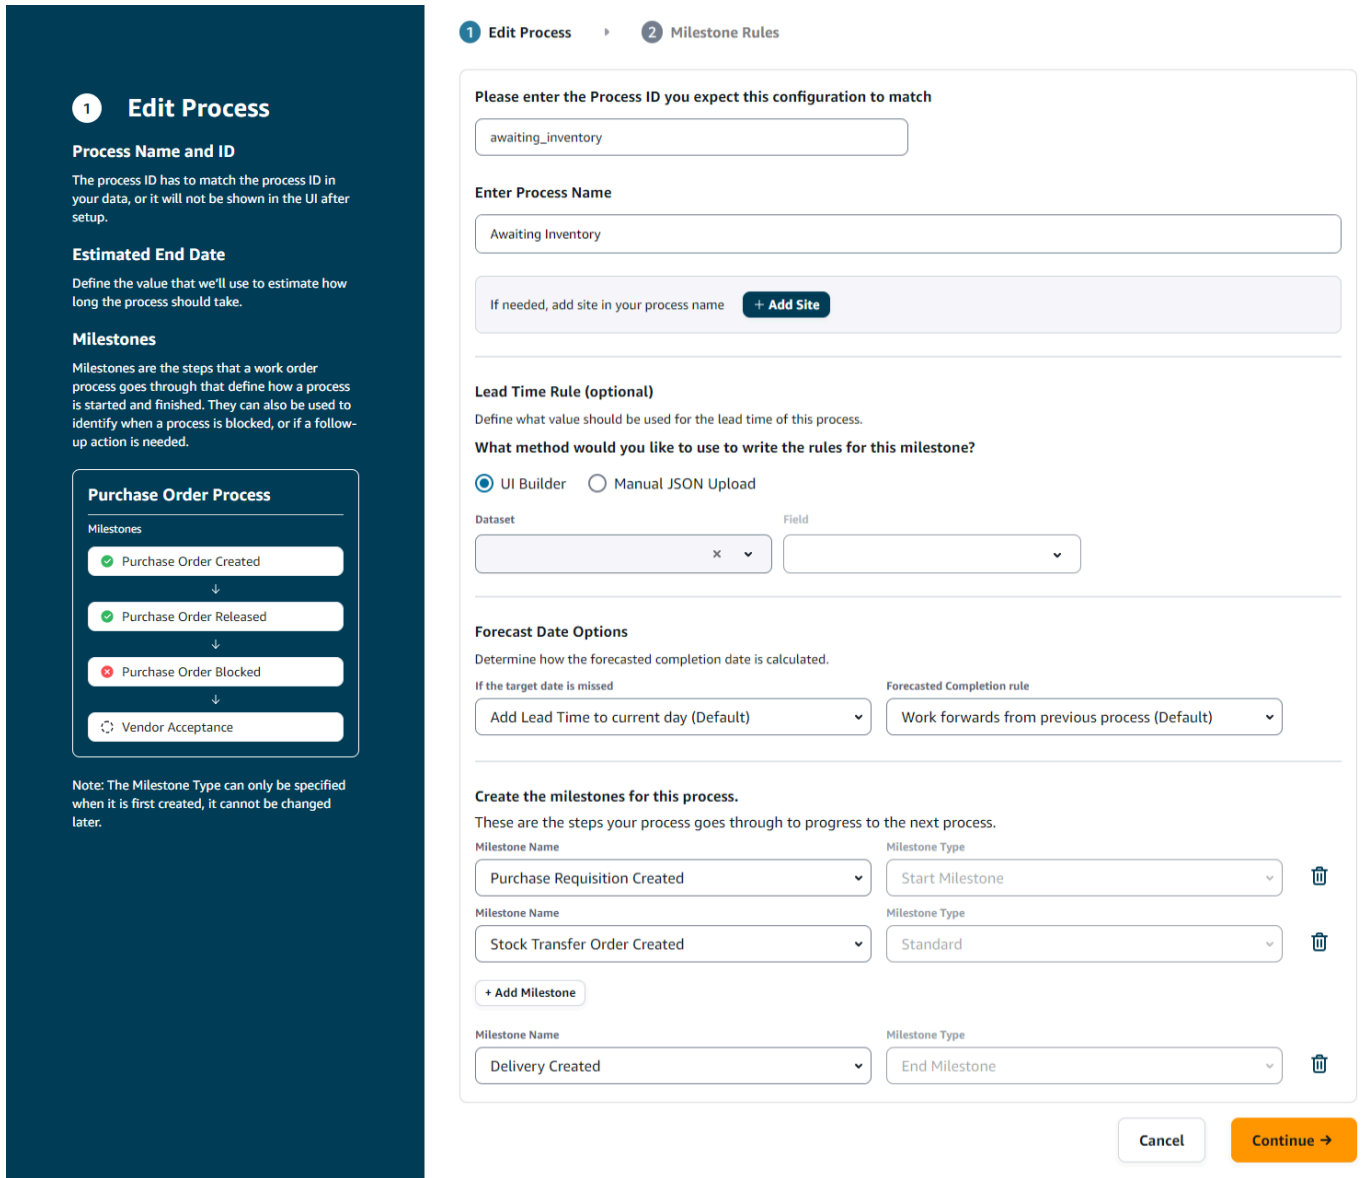 1 Edit Process
Process Name and ID
The process ID has to match the process ID in
your data, or it will not be shown in the UI after
setup.
Estimated End Date
Define the value that we'll use to estimate how
long the process should take.
Milestones
Milestones are the steps that a work order
process goes through that define how a process
is started and finished. They can also be used to
identify when a process is blocked, or if a follow-
up action is needed.
Purchase Order Process
Milestones
Purchase Order Created
Purchase Order Released
Purchase Order Blocked
Vendor Acceptance
Note: The Milestone Type can only be specified
when it is first created, it cannot be changed
later.
1 Edit Process 2 Milestone Rules
Please enter the Process ID you expect this configuration to match
awaiting_inventory
Enter Process Name
Awaiting Inventory
If needed, add site in your process name + Add Site
Lead Time Rule (optional)
Define what value should be used for the lead time of this process.
What method would you like to use to write the rules for this milestone?
UI Builder Manual JSON Upload
Dataset Field
Forecast Date Options
Determine how the forecasted completion date is calculated.
If the target date is missed Forecasted Completion rule
Add Lead Time to current day (Default) Work forwards from previous process (Default)
Create the milestones for this process.
These are the steps your process goes through to progress to the next process.
Milestone Name Milestone Type
Purchase Requisition Created Start Milestone
Milestone Name Milestone Type
Stock Transfer Order Created Standard
+ Add Milestone
Milestone Name Milestone Type
Delivery Created End Milestone
Cancel Continue →